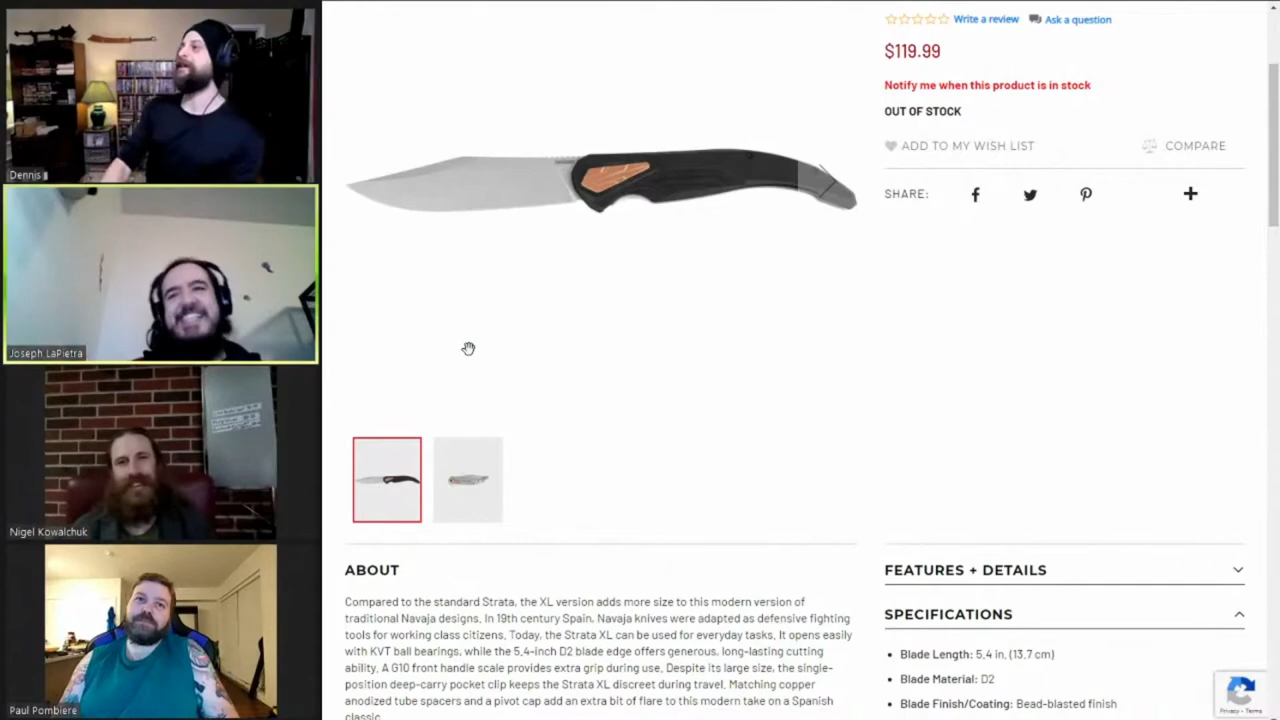 Dennis
Joseph LaPietra
Nigel Kowalchuk
Paul Pombiere
Write a review
Ask a question
$119.99
Notify me when this product is in stock
OUT OF STOCK
ADD TO MY WISH LIST
COMPARE
SHARE:
ABOUT
Compared to the standard Strata, the XL version adds more size to this modern version of
traditional Navaja designs. In 19th century Spain, Navaja knives were adapted as defensive fighting
tools for working class citizens. Today, the Strata XL can be used for everyday tasks. It opens easily
with KVT ball bearings, while the 5.4-inch D2 blade edge offers generous, long-lasting cutting
ability. A G10 front handle scale provides extra grip during use. Despite its large size, the single-
position deep-carry pocket clip keeps the Strata XL discreet during travel. Matching copper
anodized tube spacers and a pivot cap add an extra bit of flare to this modern take on a Spanish
classic.
FEATURES + DETAILS
SPECIFICATIONS
Blade Length: 5.4 in. (13.7 cm)
Blade Material: D2
Blade Finish/Coating: Bead-blasted finish
Privacy - Terms